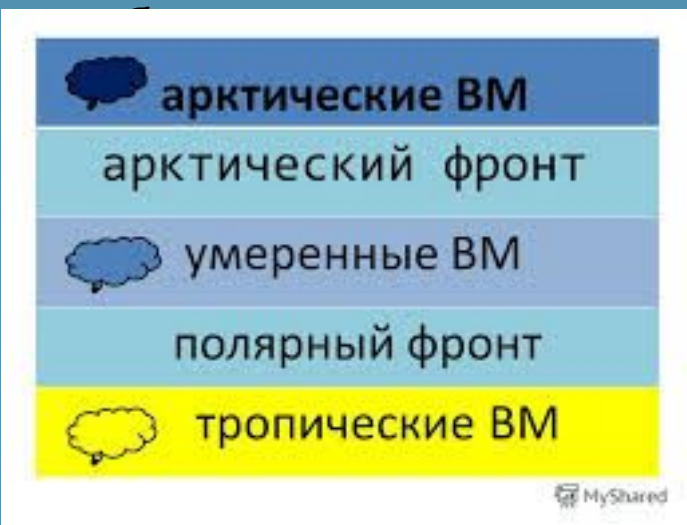 арктические ВМ
арктический фронт
умеренные ВМ
полярный фронт
тропические ВМ
MyShared